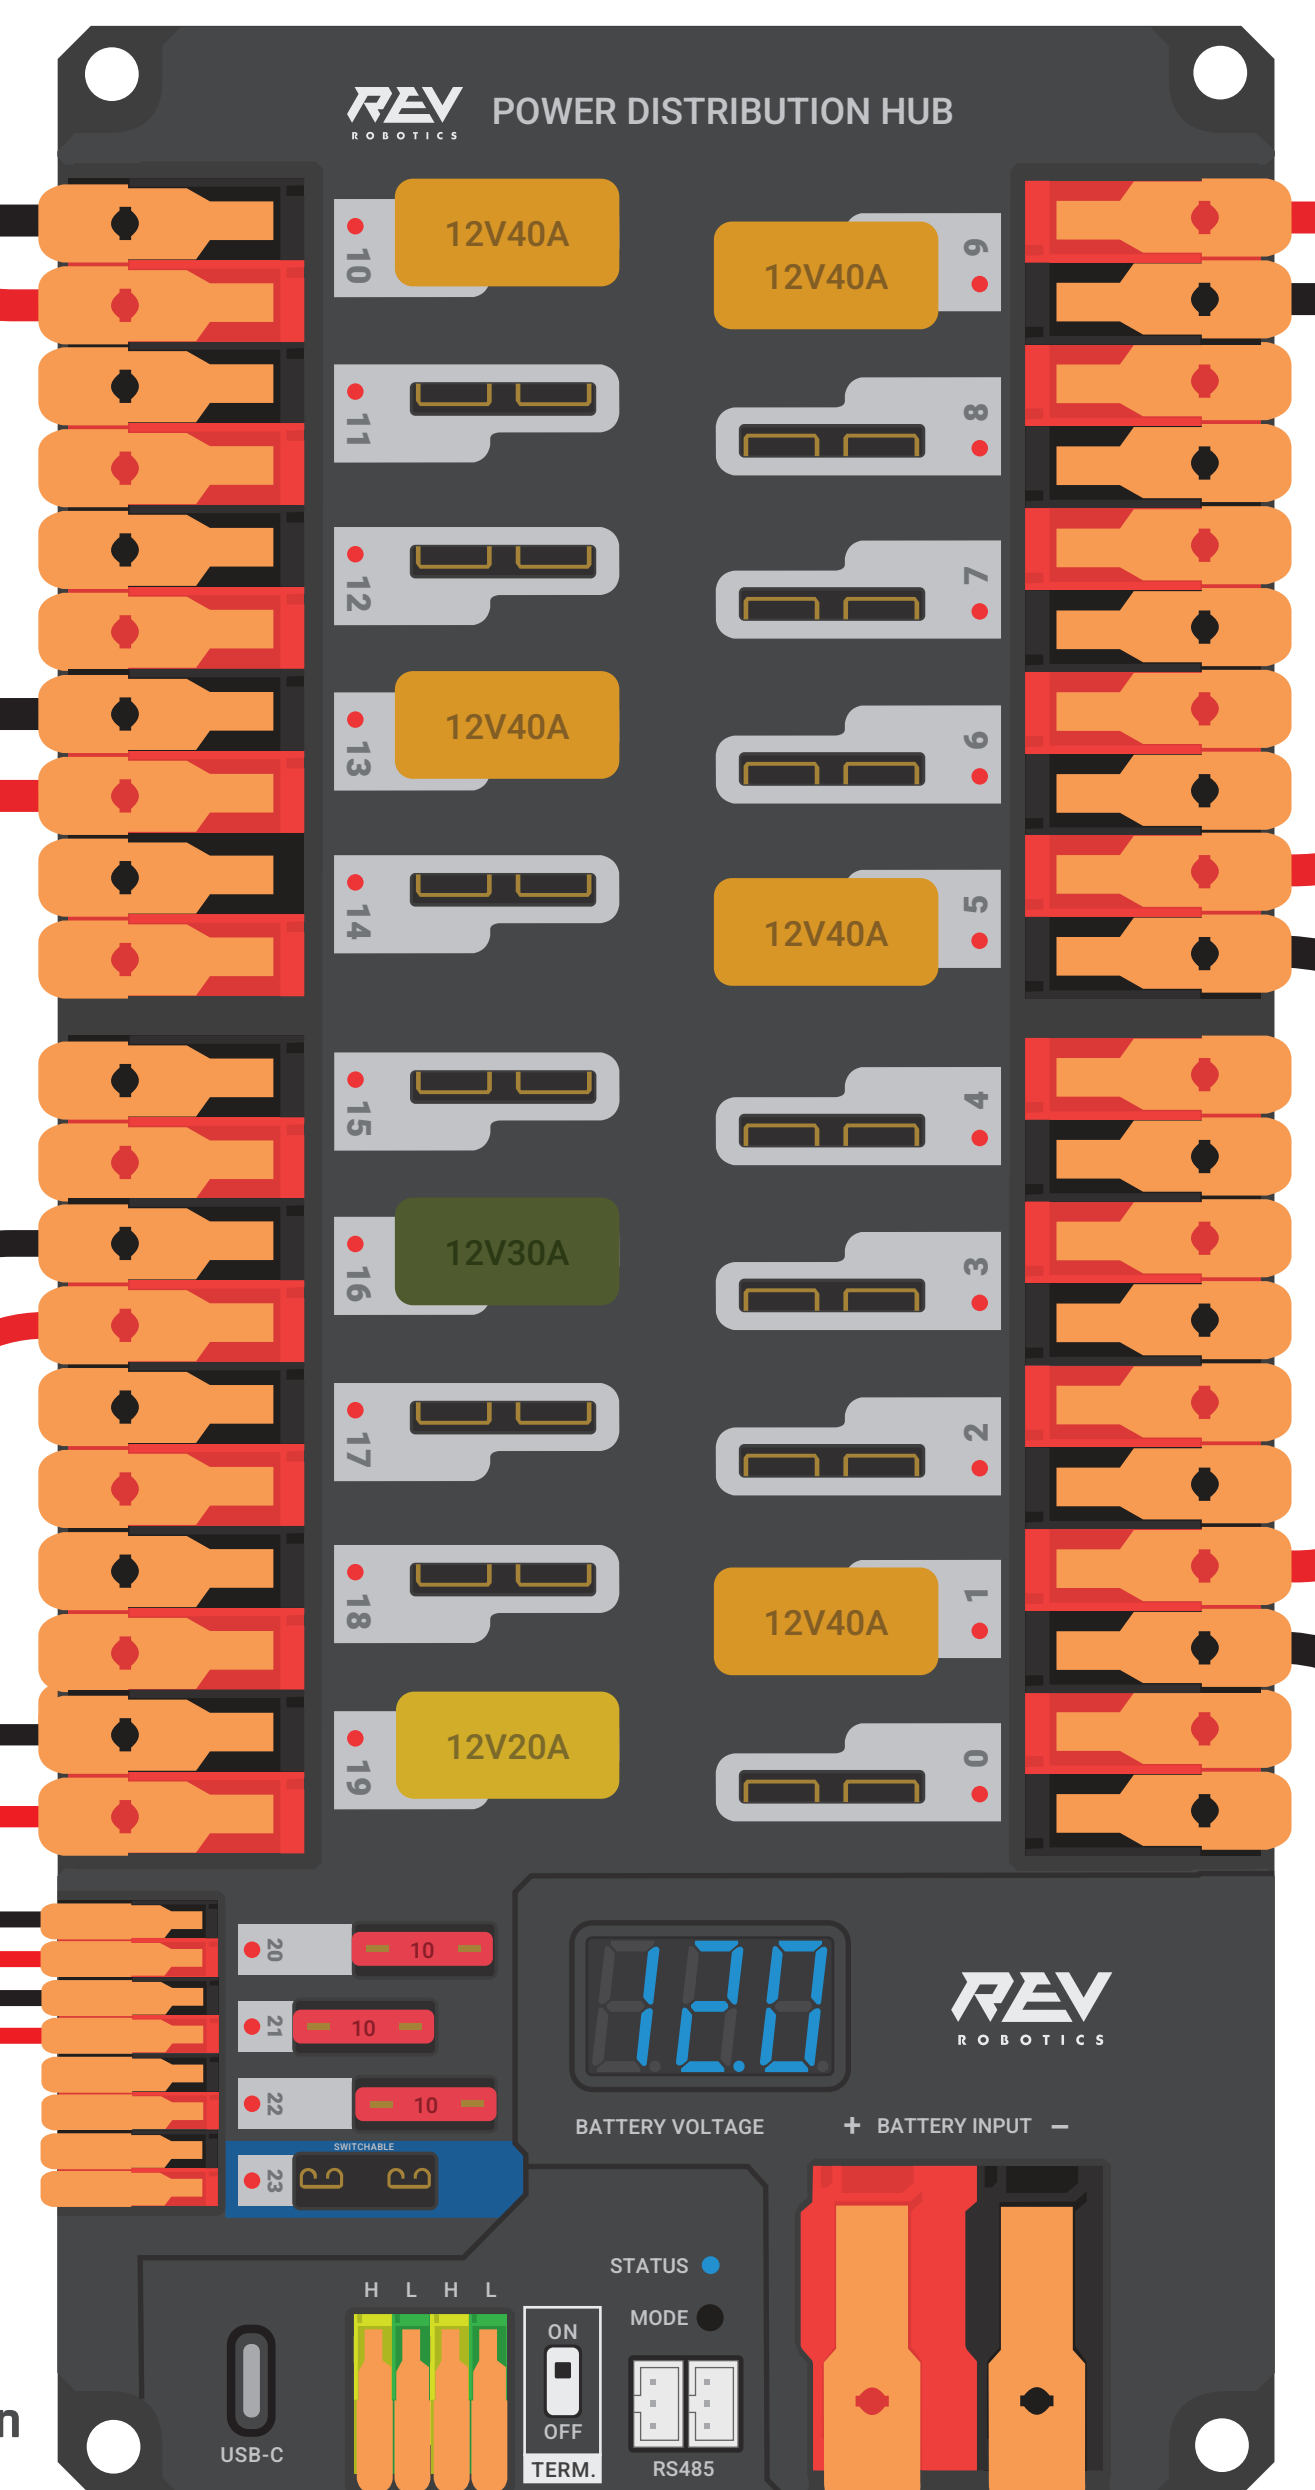 REV
ROBOTICS
POWER DISTRIBUTION HUB
10
12V40A
12V40A
9
11
8
12
7
13
12V40A
6
14
12V40A
5
15
4
16
12V30A
3
17
2
18
12V40A
1
19
12V20A
0
20
10
21
10
22
10
SWITCHABLE
23
12.0
BATTERY VOLTAGE
REV
ROBOTICS
+ BATTERY INPUT −
STATUS
MODE
H L H L
ON
OFF
TERM.
USB-C
RS485
n